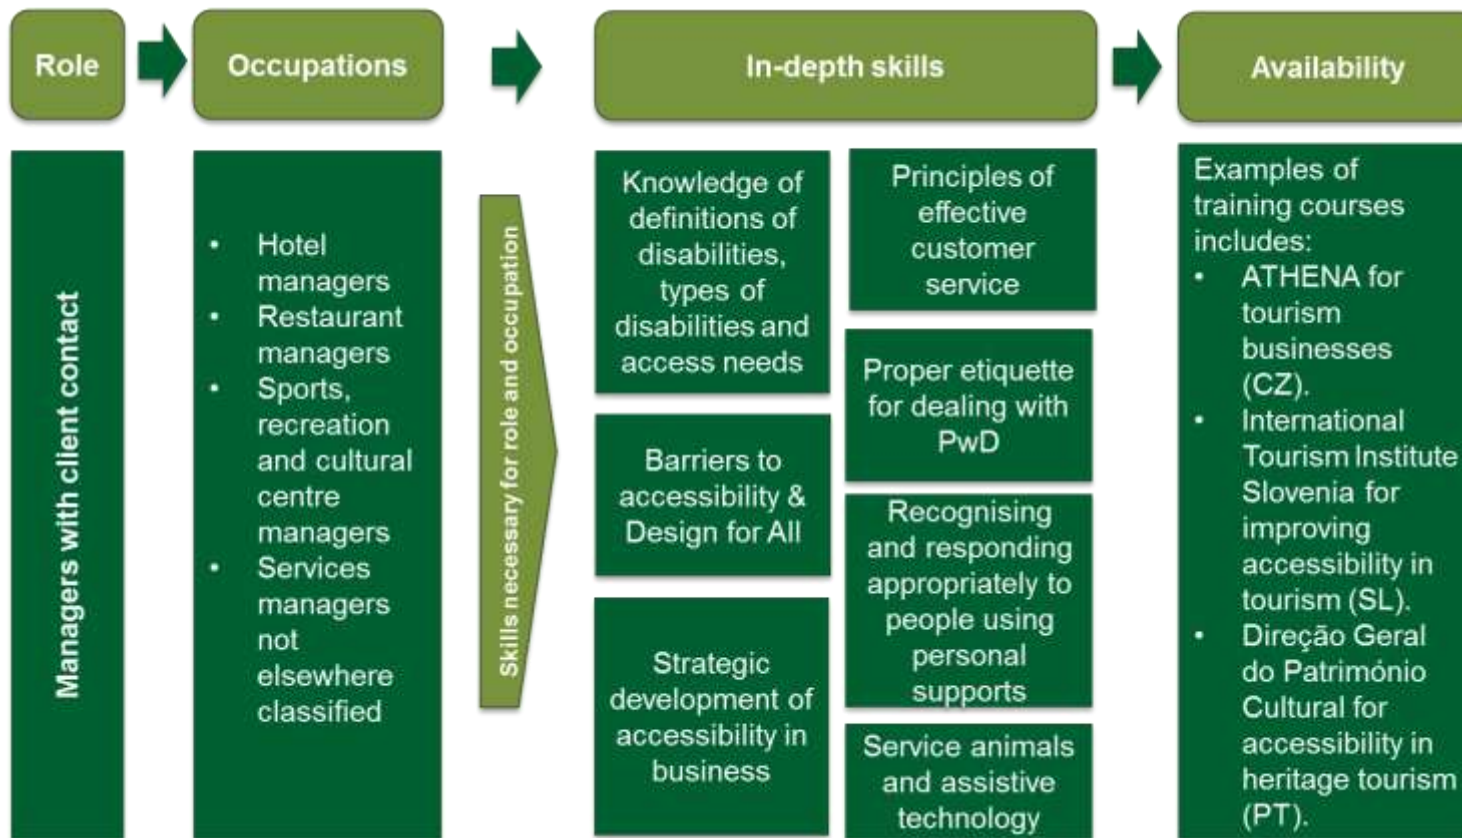 Role
Occupations
In-depth skills
Availability
Managers with client contact
• Hotel
managers
• Restaurant
managers
• Sports,
recreation
and cultural
centre
managers
• Services
managers
not
elsewhere
classified
Skills necessary for role and occupation
Knowledge of
definitions of
disabilities,
types of
disabilities and
access needs
Barriers to
accessibility &
Design for All
Strategic
development of
accessibility in
business
Principles of
effective
customer
service
Proper etiquette
for dealing with
PwD
Recognising
and responding
appropriately to
people using
personal
supports
Service animals
and assistive
technology
Examples of
training courses
includes:
• ATHENA for
tourism
businesses
(CZ).
• International
Tourism Institute
Slovenia for
improving
accessibility in
tourism (SL).
• Direção Geral
do Património
Cultural for
accessibility in
heritage tourism
(PT).